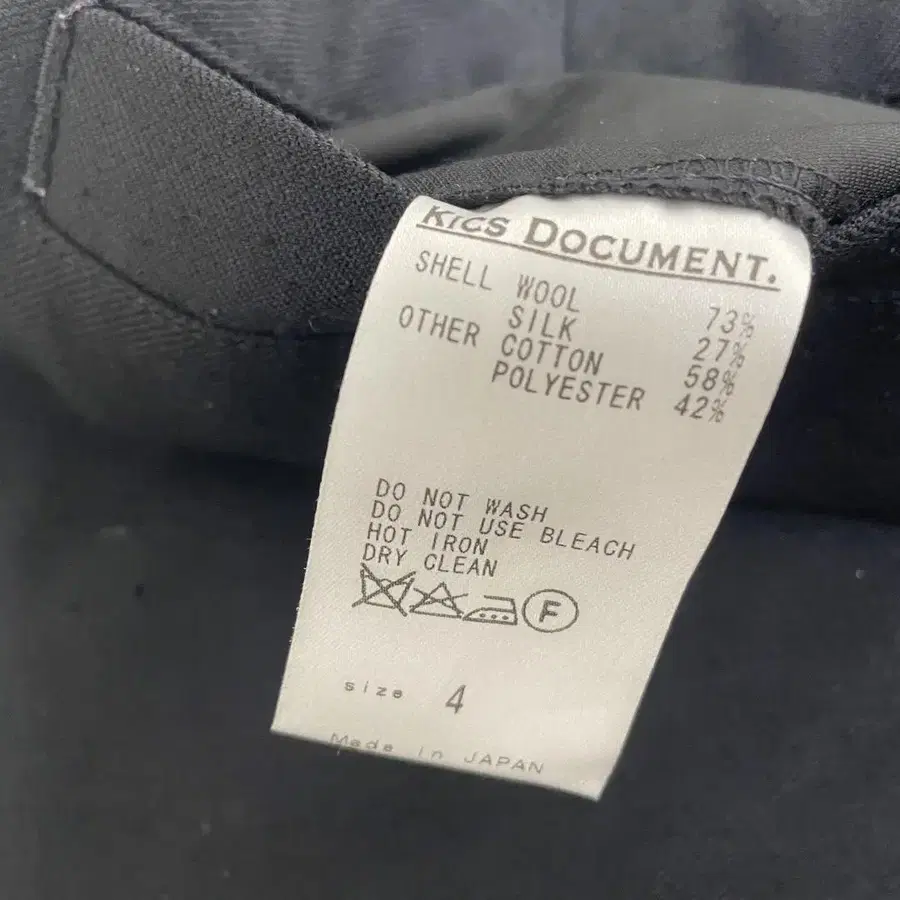 KICS DOCUMENT.
SHELL WOOL 73%
SILK 27%
OTHER COTTON 58%
POLYESTER 42%
DO NOT WASH
DO NOT USE BLEACH
HOT IRON
DRY CLEAN
F
size 4
Made in JAPAN